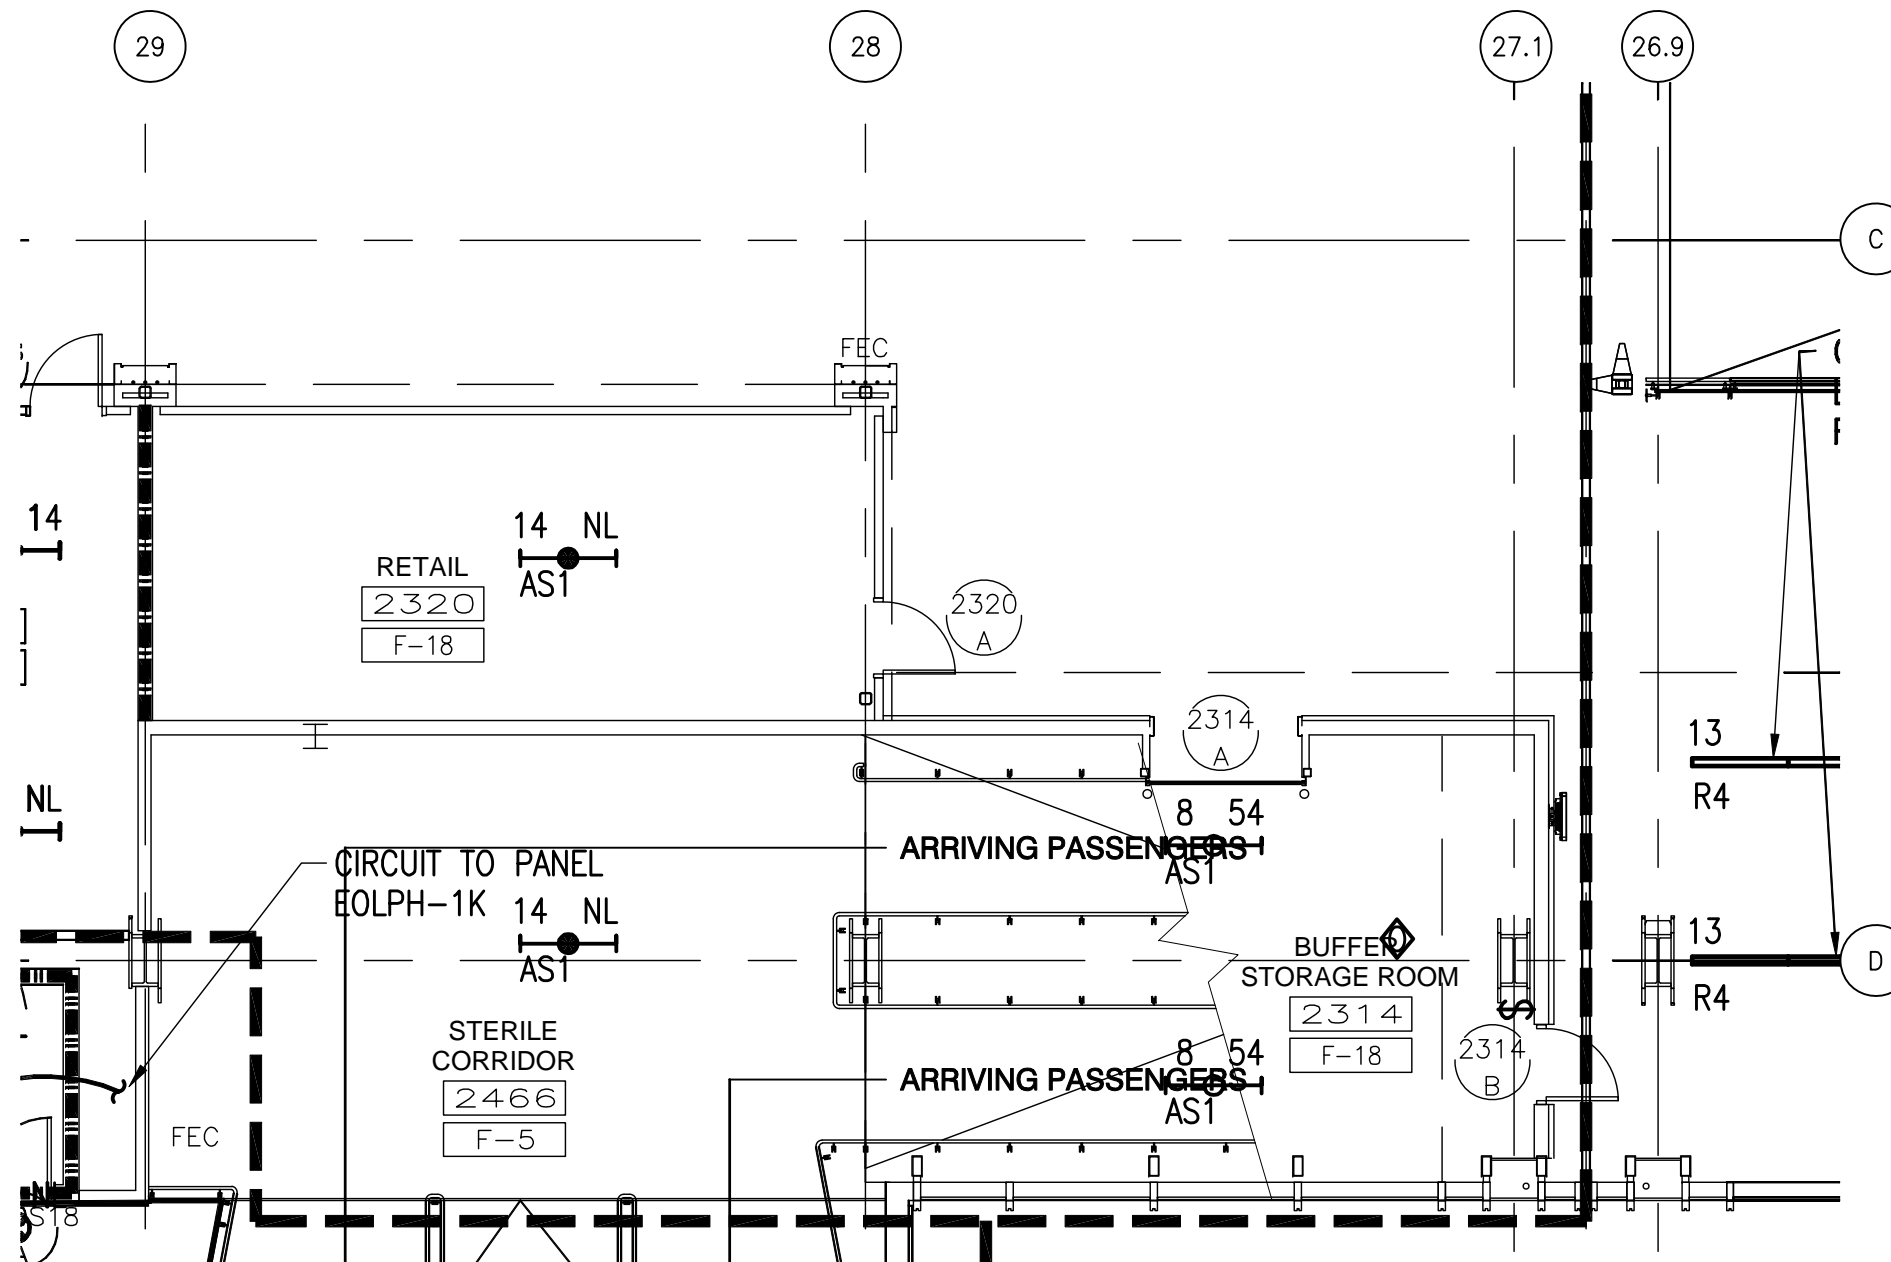 29
28
27.1
26.9
C
FEC
14
14 NL
AS1
RETAIL
2320
F-18
2320
A
2314
A
13
R4
NL
8 54
ARRIVING PASSENGERS
AS1
CIRCUIT TO PANEL
EOLPH-1K
14 NL
AS1
BUFFER
STORAGE ROOM
2314
F-18
$
13
R4
D
STERILE
CORRIDOR
2466
F-5
8 54
ARRIVING PASSENGERS
AS1
2314
B
FEC